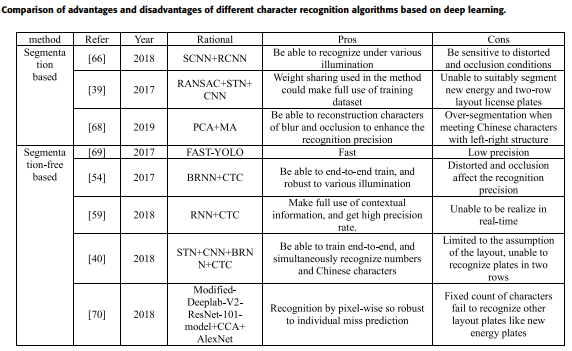 Comparison of advantages and disadvantages of different character recognition algorithms based on deep learning.
method Refer Year Rational Pros Cons
Segmenta
tion
based
[66] 2018 SCNN+RCNN
Be able to recognize under various
illumination
Be sensitive to distorted
and occlusion conditions
[39] 2017
RANSAC+STN+
CNN
Weight sharing used in the method
could make full use of training
dataset
Unable to suitably segment
new energy and two-row
layout license plates
[68] 2019 PCA+MA
Be able to reconstruction characters
of blur and occlusion to enhance the
recognition precision
Over-segmentation when
meeting Chinese characters
with left-right structure
Segmenta
tion-free
based
[69] 2017 FAST-YOLO Fast Low precision
[54] 2017 BRNN+CTC
Be able to end-to-end train, and
robust to various illumination
Distorted and occlusion
affect the recognition
precision
[59] 2018 RNN+CTC
Make full use of contextual
information, and get high precision
rate.
Unable to be realize in
real-time
[40] 2018
STN+CNN+BRN
N+CTC
Be able to train end-to-end, and
simultaneously recognize numbers
and Chinese characters
Limited to the assumption
of the layout, unable to
recognize plates in two
rows
[70] 2018
Modified-
Deeplab-V2-
ResNet-101-
model+CCA+
AlexNet
Recognition by pixel-wise so robust
to individual miss prediction
Fixed count of characters
fail to recognize other
layout plates like new
energy plates